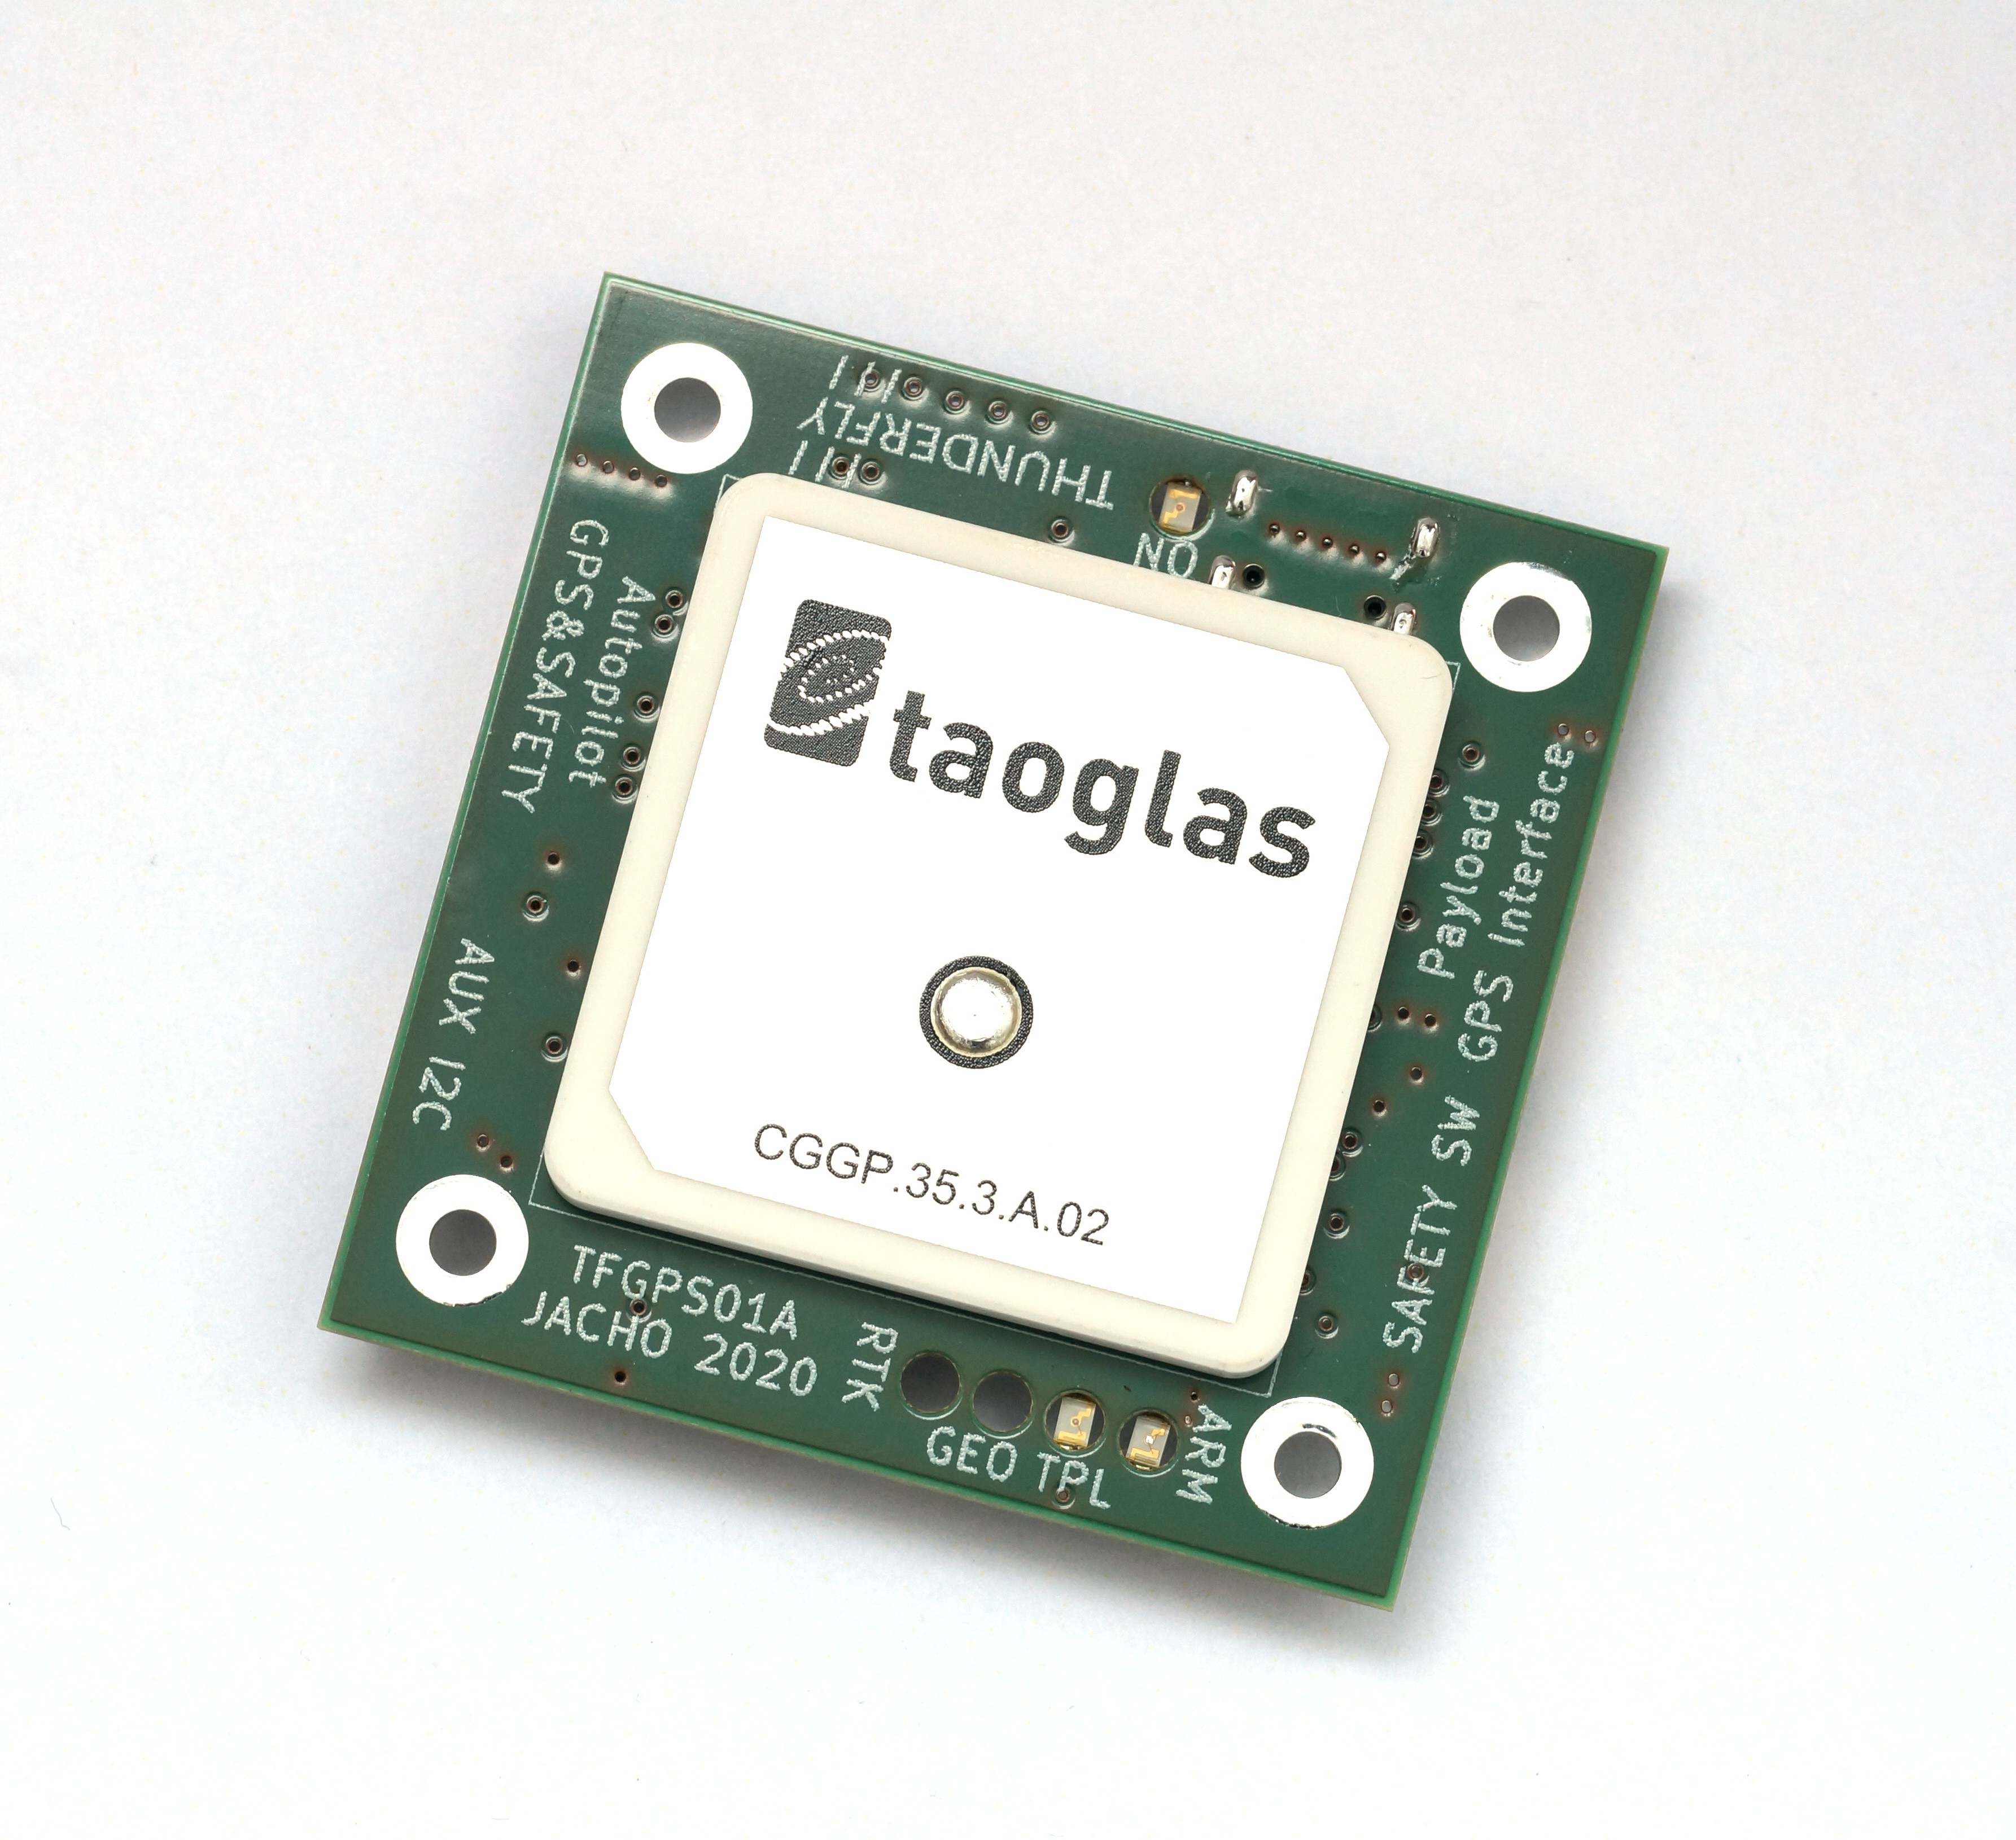 THUNDERFLY
ON
Autopilot
GPS&SAFETY
taoglas
Payload
GPS Interface
AUX I2C
SAFETY SW
CGGP.35.3.A.02
TFGPS01A
JACHO 2020
RTK
GEO TPL
ARM